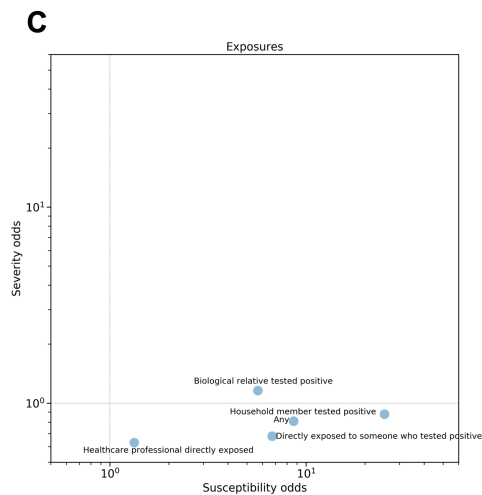 C
Exposures
Severity odds
10¹
10⁰
Biological relative tested positive
Household member tested positive
Any
Directly exposed to someone who tested positive
Healthcare professional directly exposed
10⁰
10¹
Susceptibility odds